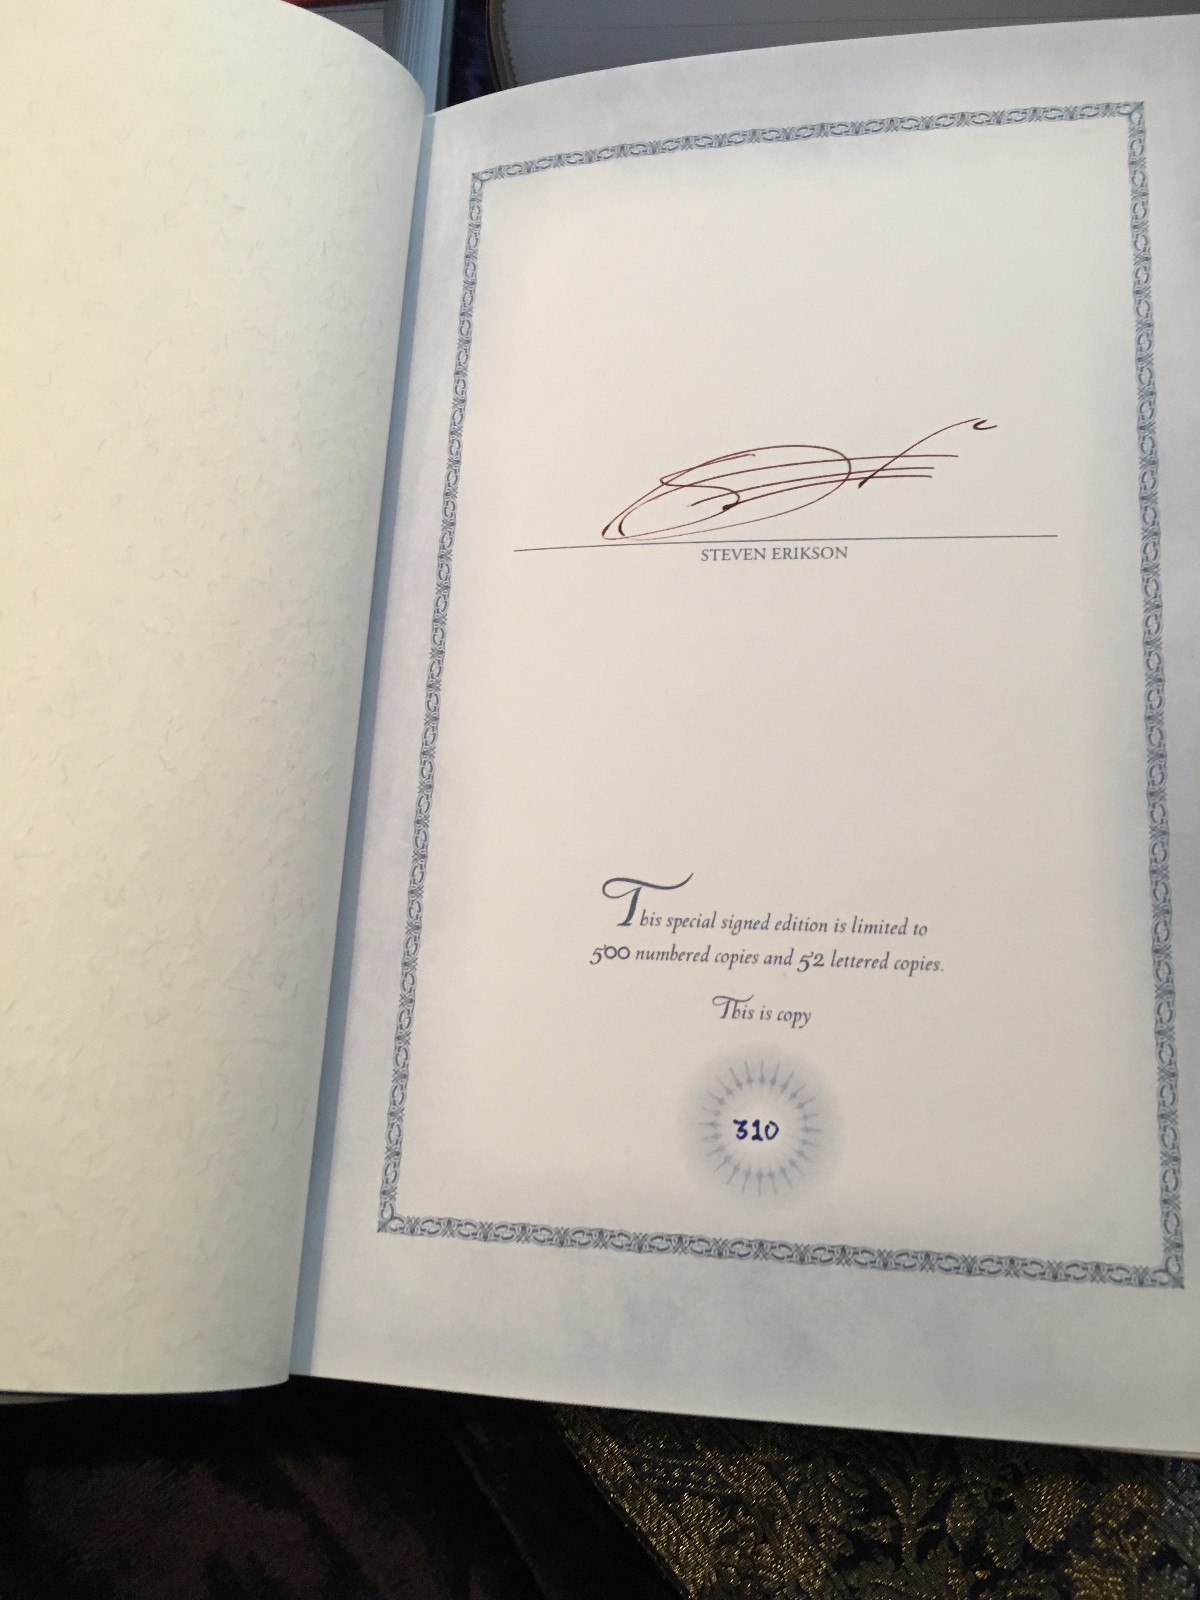 STEVEN ERIKSON
This special signed edition is limited to
500 numbered copies and 52 lettered copies.
This is copy
310